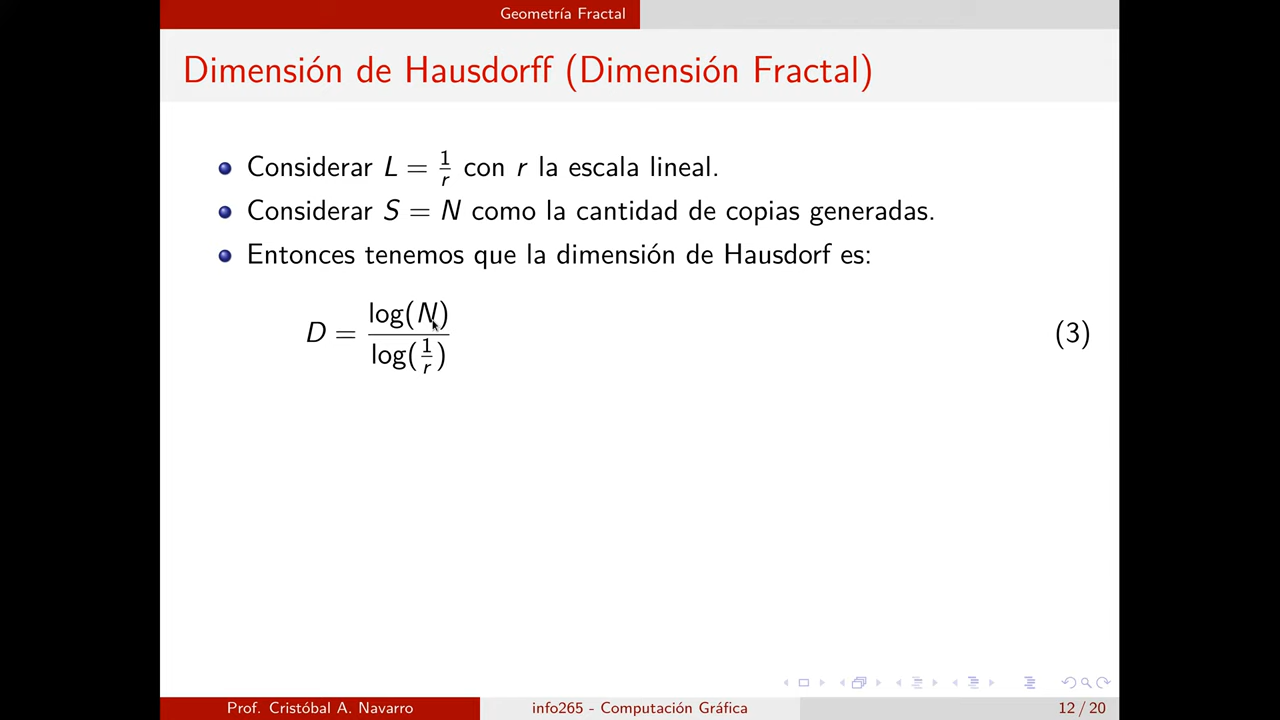 Geometría Fractal
Dimensión de Hausdorff (Dimensión Fractal)
Considerar L = 1/r con r la escala lineal.
Considerar S = N como la cantidad de copias generadas.
Entonces tenemos que la dimensión de Hausdorf es:
D = log(N) / log(1/r) (3)
Prof. Cristóbal A. Navarro info265 - Computación Gráfica 12 / 20